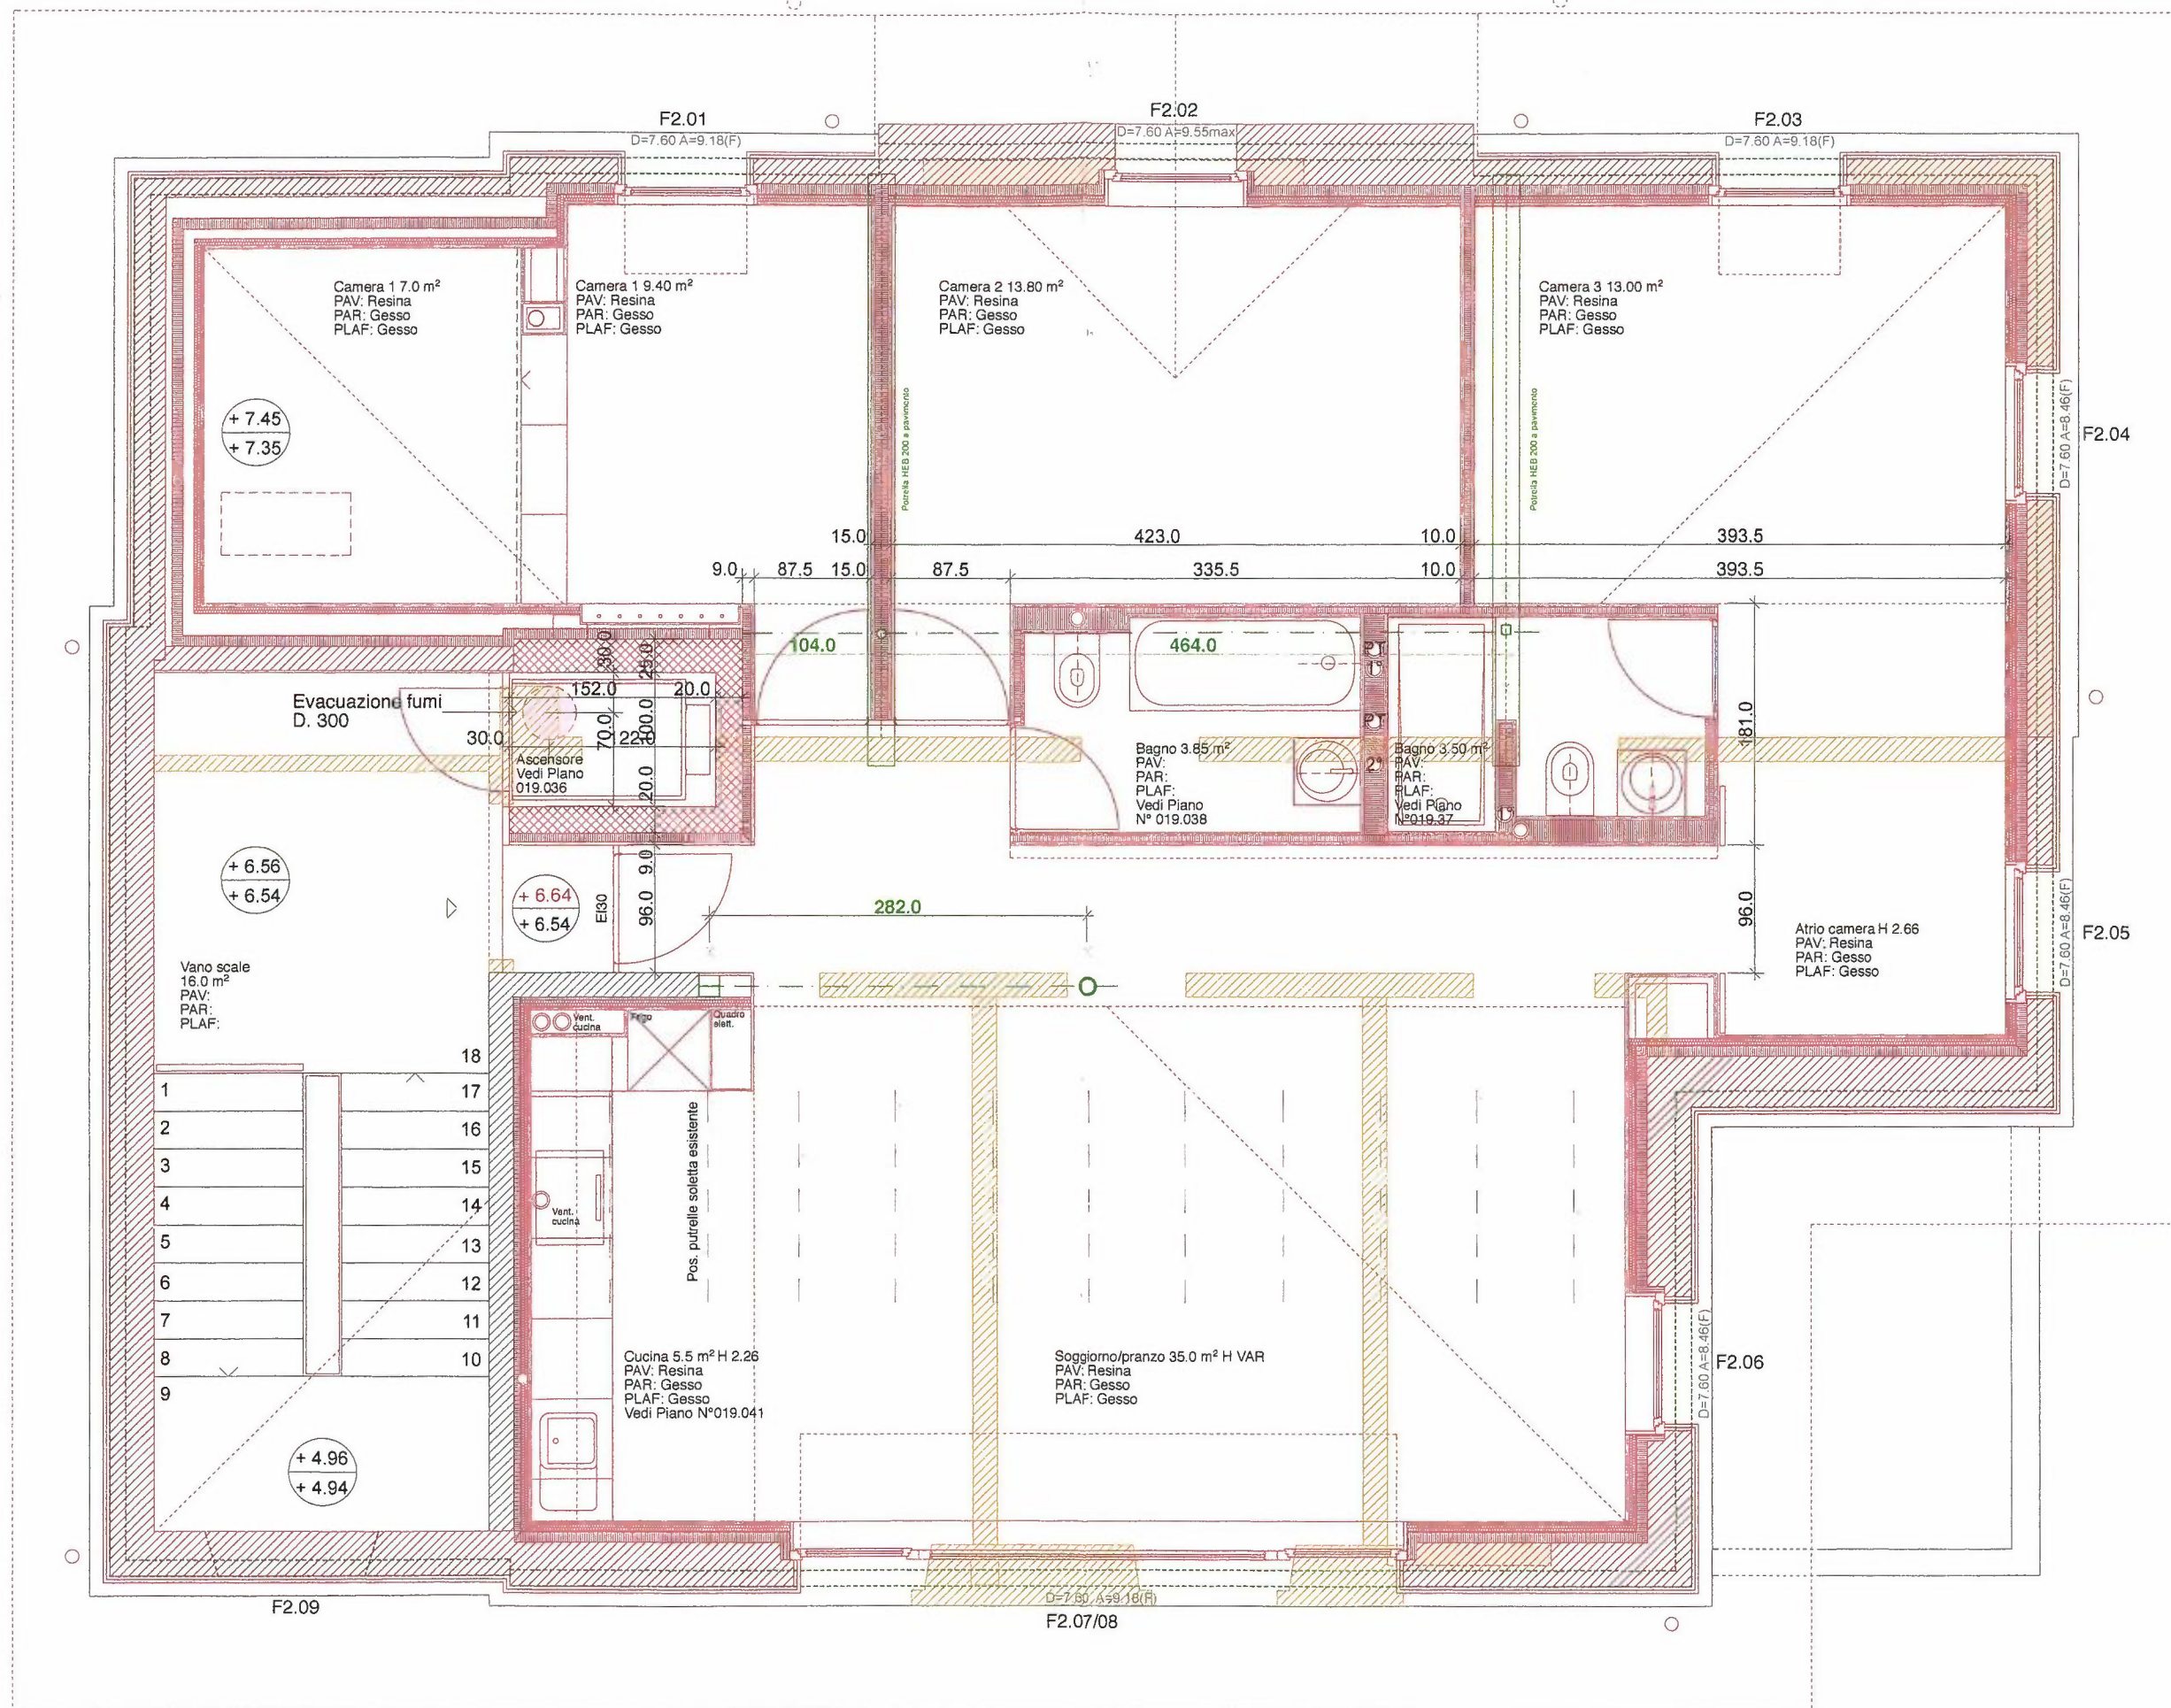 F2.01
D=7.60 A=9.18(F)
F2.02
D=7.60 A=9.55max
F2.03
D=7.60 A=9.18(F)
Camera 1 7.0 m²
PAV: Resina
PAR: Gesso
PLAF: Gesso
Camera 1 9.40 m²
PAV: Resina
PAR: Gesso
PLAF: Gesso
Camera 2 13.80 m²
PAV: Resina
PAR: Gesso
PLAF: Gesso
Camera 3 13.00 m²
PAV: Resina
PAR: Gesso
PLAF: Gesso
+ 7.45
+ 7.35
Potrella HEB 200 a pavimento
Potrella HEB 200 a pavimento
D=7.60 A=8.46(F)
F2.04
15.0
423.0
10.0
393.5
9.0
87.5
15.0
87.5
335.5
10.0
393.5
104.0
464.0
30.0
25.0
152.0
20.0
Evacuazione fumi
D. 300
30.0
70.0
100.0
20.0
Ascensore
Vedi Piano
019.036
181.0
Bagno 3.85 m²
PAV:
PAR:
PLAF:
Vedi Piano
N° 019.038
PT
1°
PT
2°
Bagno 3.50 m²
PAV:
PAR:
PLAF:
Vedi Piano
N°019.37
+ 6.56
+ 6.54
+ 6.64
+ 6.54
EI30
9.0
96.0
282.0
96.0
Atrio camera H 2.66
PAV: Resina
PAR: Gesso
PLAF: Gesso
D=7.60 A=8.46(F)
F2.05
Vano scale
16.0 m²
PAV:
PAR:
PLAF:
Vent.
cucina
Frigo
Quadro
elett.
1
2
3
4
5
6
7
8
9
18
17
16
15
14
13
12
11
10
Vent.
cucina
Pos. putrelle soletta esistente
Cucina 5.5 m² H 2.26
PAV: Resina
PAR: Gesso
PLAF: Gesso
Vedi Piano N°019.041
Soggiorno/pranzo 35.0 m² H VAR
PAV: Resina
PAR: Gesso
PLAF: Gesso
D=7.60 A=8.46(F)
F2.06
+ 4.96
+ 4.94
F2.09
D=7.60 A=9.18(F)
F2.07/08